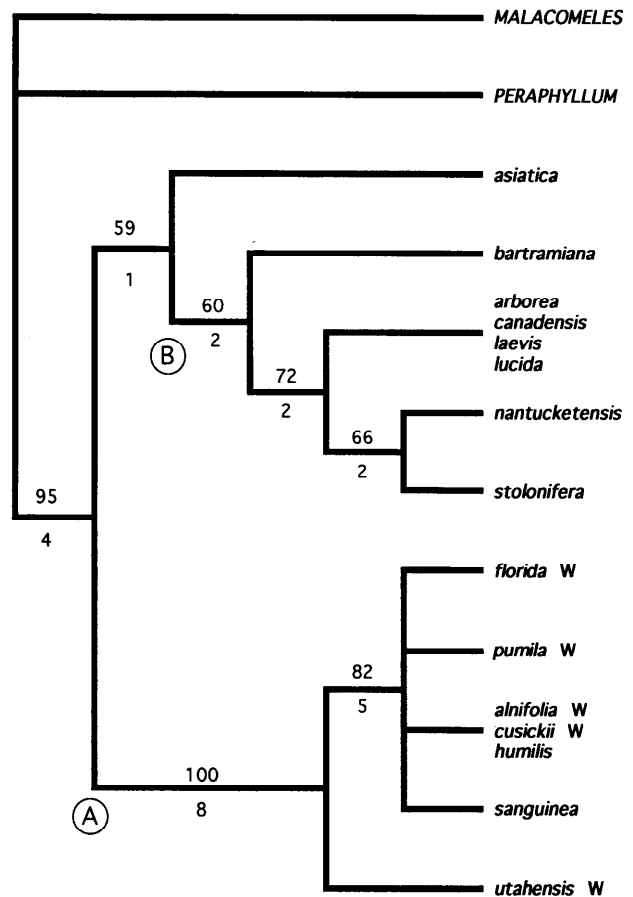 MALACOMELES
PERAPHYLLUM
asiatica
59
1
bartramiana
60
2
B
arborea
canadensis
laevis
lucida
72
2
nantucketensis
66
2
stolonifera
95
4
florida W
pumila W
82
5
alnifolia W
cusickii W
humilis
100
8
A
sanguinea
utahensis W